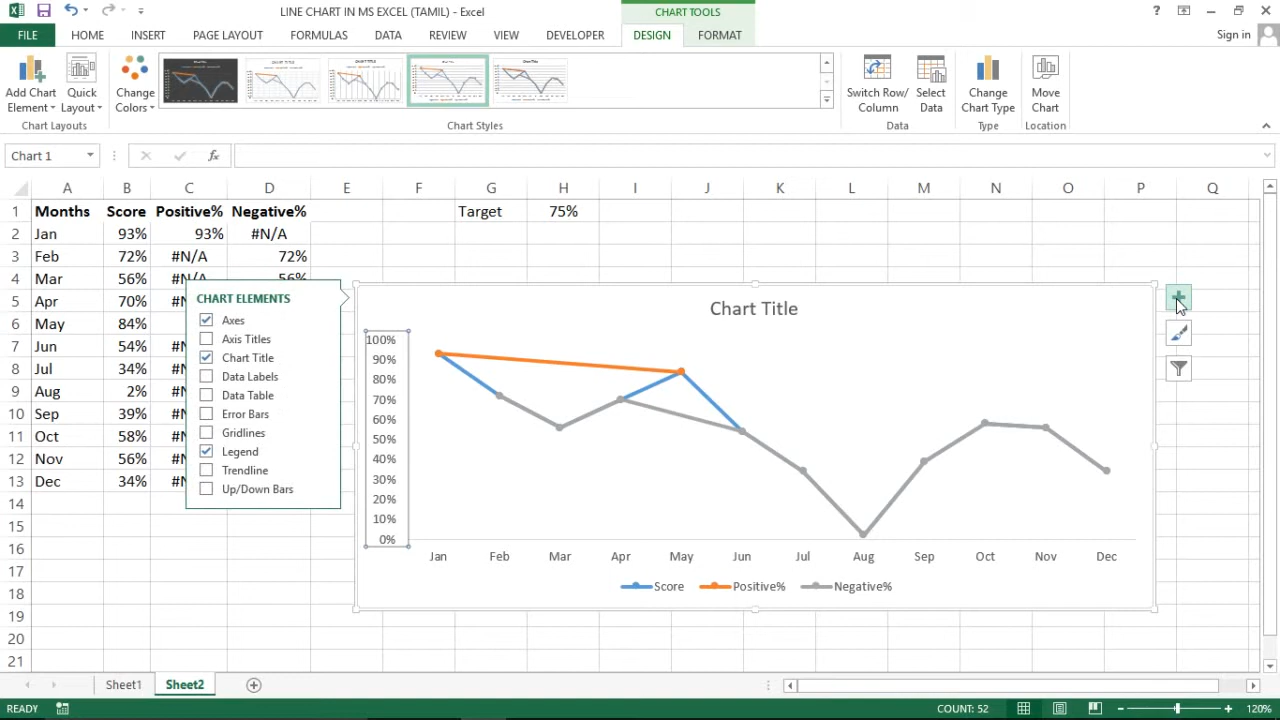 LINE CHART IN MS EXCEL (TAMIL) - Excel
CHART TOOLS
?
FILE HOME INSERT PAGE LAYOUT FORMULAS DATA REVIEW VIEW DEVELOPER DESIGN FORMAT Sign in
Add Chart Element
Quick Layout
Change Colors
Switch Row/ Column
Select Data
Change Chart Type
Move Chart
Chart Layouts Chart Styles Data Type Location
Chart 1 fx
A B C D E F G H I J K L M N O P Q
1 Months Score Positive% Negative% Target 75%
2 Jan 93% 93% #N/A
3 Feb 72% #N/A 72%
4 Mar 56% #N/A 56%
5 Apr 70%
6 May 84%
7 Jun 54%
8 Jul 34%
9 Aug 2%
10 Sep 39%
11 Oct 58%
12 Nov 56%
13 Dec 34%
14
15
16
17
18
19
20
21
CHART ELEMENTS
Axes
Axis Titles
Chart Title
Data Labels
Data Table
Error Bars
Gridlines
Legend
Trendline
Up/Down Bars
Chart Title
100%
90%
80%
70%
60%
50%
40%
30%
20%
10%
0%
Jan Feb Mar Apr May Jun Jul Aug Sep Oct Nov Dec
Score Positive% Negative%
Sheet1 Sheet2
READY COUNT: 52 120%